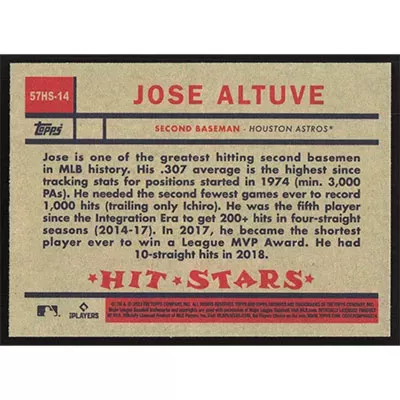 57HS-14
JOSE ALTUVE
Topps
SECOND BASEMAN - HOUSTON ASTROS®
Jose is one of the greatest hitting second basemen
in MLB history. His .307 average is the highest since
tracking stats for positions started in 1974 (min. 3,000
PAs). He needed the second fewest games ever to record
1,000 hits (trailing only Ichiro). He was the fifth player
since the Integration Era to get 200+ hits in four-straight
seasons (2014-17). In 2017, he became the shortest
player ever to win a League MVP Award. He had
10-straight hits in 2018.
HIT STARS
PLAYERS